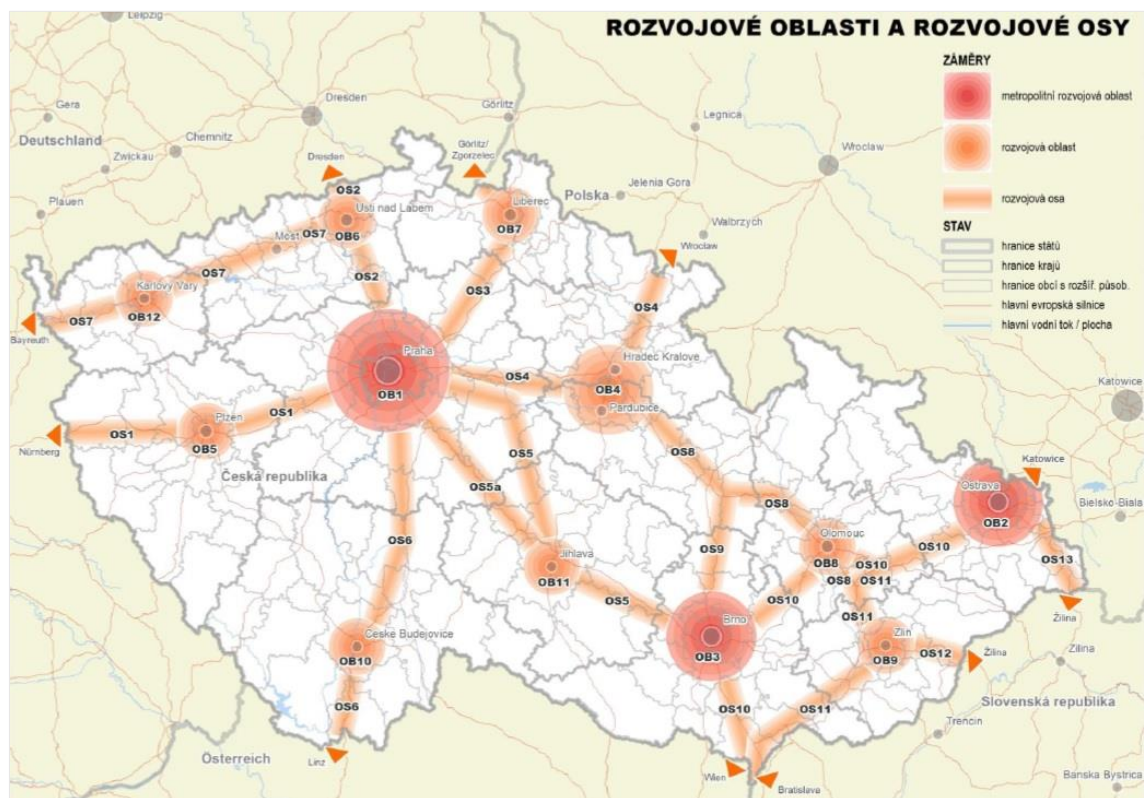 ROZVOJOVÉ OBLASTI A ROZVOJOVÉ OSY
ZÁMĚRY
metropolitní rozvojová oblast
rozvojová oblast
rozvojová osa
STAV
hranice států
hranice krajů
hranice obcí s rozšíř. působ.
hlavní evropská silnice
hlavní vodní tok / plocha
Leipzig
Gera
Dresden
Görlitz
Legnica
Deutschland
Chemnitz
Zwickau
Dresden
Görlitz/
Zgorzelec
Wroclaw
Plauen
OS2
Liberec
Polska
Jelenia Gora
Ústí nad Labem
OB7
Walbrzych
OS7
OB6
Most
Wroclaw
OS7
OS2
OS3
Karlovy Vary
OS4
OS7
OB12
Bayreuth
Praha
Hradec Kralove
OS4
OB1
OB4
Katowice
OS1
OS1
Plzen
Pardubice
OB5
Nürnberg
OS5
OS8
Katowice
Česká republika
OS5a
Ostrava
OS8
Bielsko-Biala
OB2
OS6
OS9
Olomouc
OS10
Jihlava
OB8
OS10
OS13
OB11
OS8
OS11
OS5
OS10
Žilina
OS11
České Budejovice
Brno
Zlín
OB10
OB3
OB9
OS12
Žilina
Zilina
OS6
OS10
OS11
Slovenská republika
Trencin
Österreich
Linz
Wien
Bratislava
Banska Bystrica